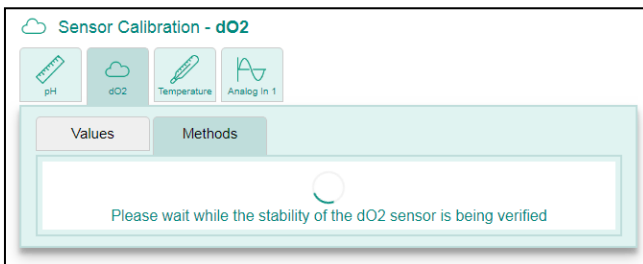 Sensor Calibration - dO2
pH dO2 Temperature Analog In 1
Values Methods
Please wait while the stability of the dO2 sensor is being verified